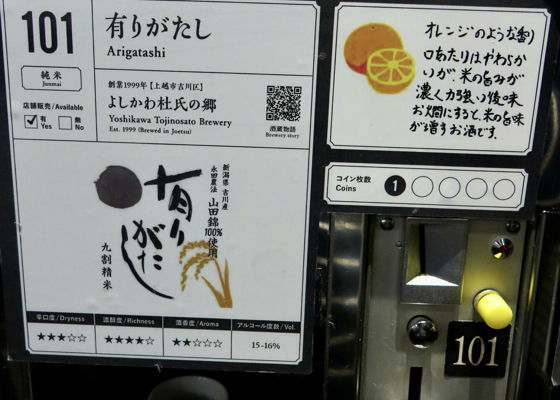 101
有りがたし
Arigatashi
純米
Junmai
店舗販売/Available
有
Yes
無
No
創業1999年【上越市吉川区】
よしかわ杜氏の郷
Yoshikawa Tojinosato Brewery
Est. 1999 (Brewed in Joetsu)
酒蔵物語
Brewery story
新潟県吉川産
永田農法 山田錦
100%使用
有りがたし
九割精米
辛口度/Dryness
★★★☆☆
濃醇度/Richness
★★★★☆
酒香度/Aroma
★★☆☆☆
アルコール度数/Vol.
15-16%
オレンジのような香り
口あたりはやわらか
いが、米の旨みが
濃く力強い後味
お燗にすると、米の旨味
が増すお酒です。
コイン枚数
Coins
1
101